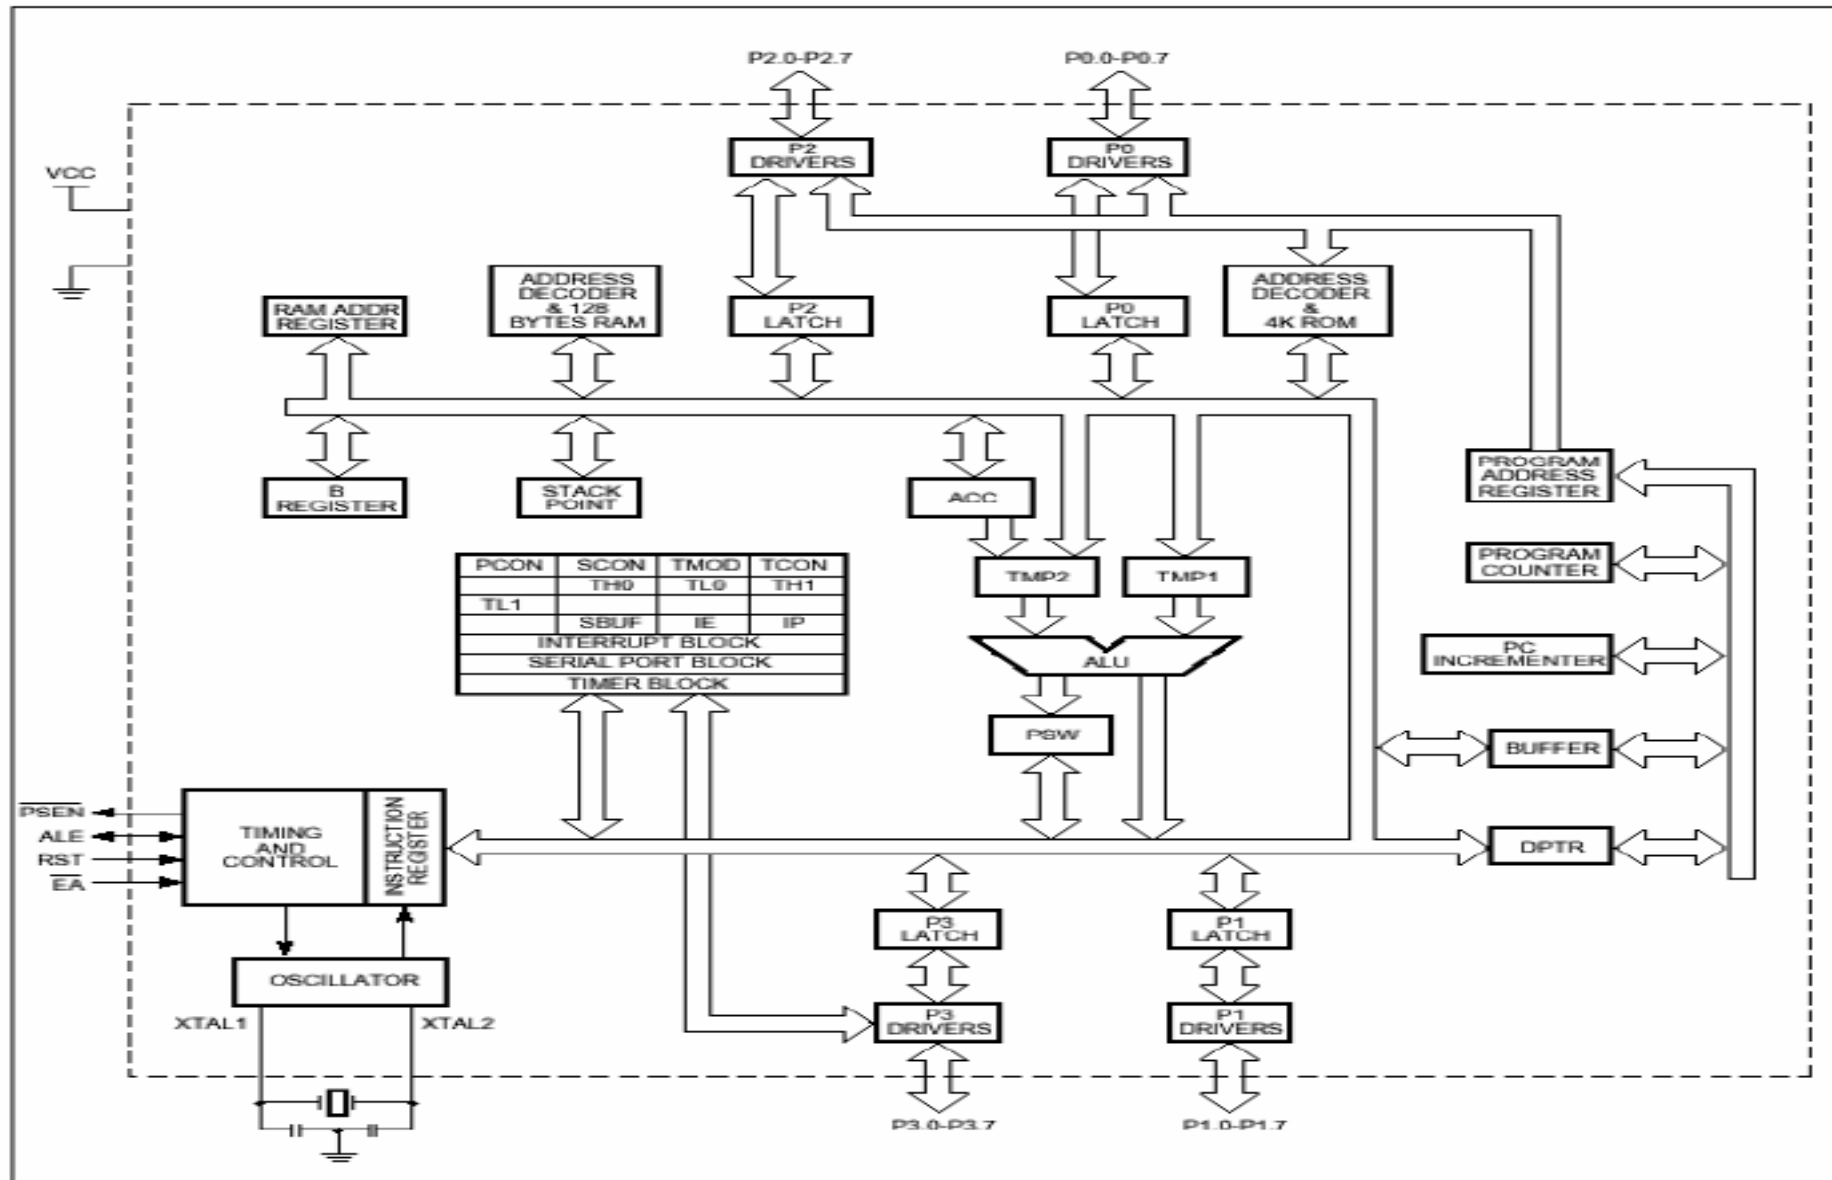 P2.0-P2.7
P0.0-P0.7
VCC
P2
DRIVERS
P0
DRIVERS
RAM ADDR
REGISTER
ADDRESS
DECODER
& 128
BYTES RAM
P2
LATCH
P0
LATCH
ADDRESS
DECODER
&
4K ROM
B
REGISTER
STACK
POINT
ACC
PROGRAM
ADDRESS
REGISTER
PCON SCON TMOD TCON
TH0 TL0 TH1
TL1
SBUF IE IP
INTERRUPT BLOCK
SERIAL PORT BLOCK
TIMER BLOCK
TMP2
TMP1
PROGRAM
COUNTER
ALU
PC
INCREMENTER
PSW
BUFFER
PSEN
ALE
RST
EA
TIMING
AND
CONTROL
INSTRUCTION
REGISTER
DPTR
P3
LATCH
P1
LATCH
OSCILLATOR
XTAL1
XTAL2
P3
DRIVERS
P1
DRIVERS
P3.0-P3.7
P1.0-P1.7